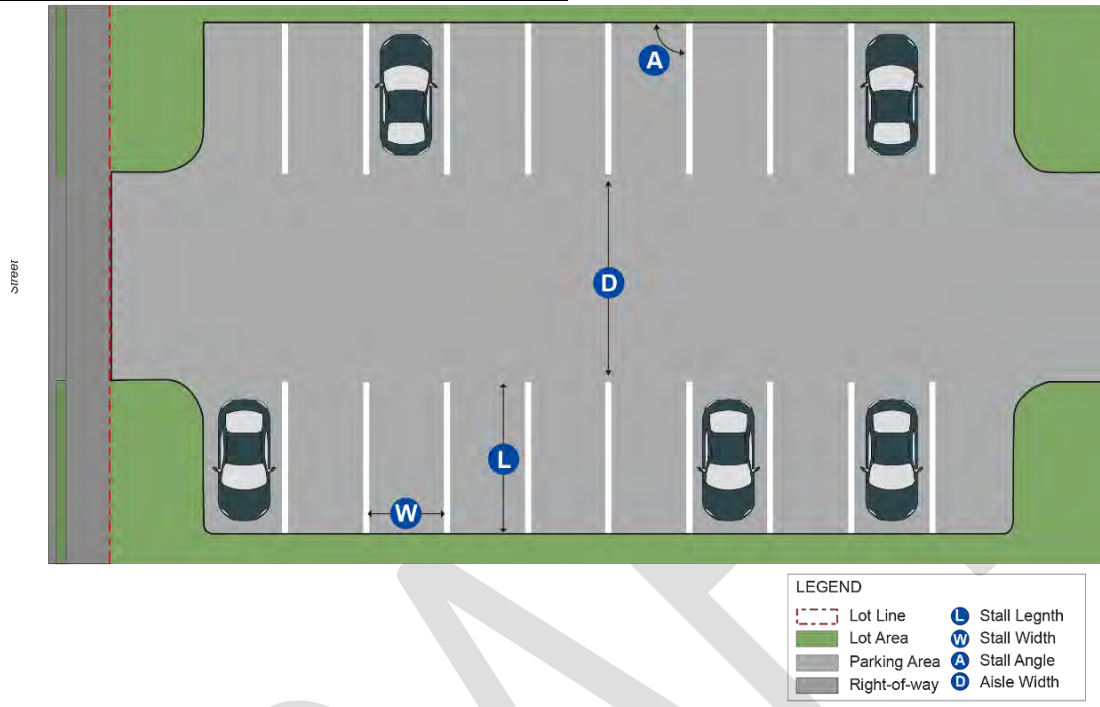 A
Street
D
L
W
LEGEND
Lot Line
Lot Area
Parking Area
Right-of-way
L Stall Legnth
W Stall Width
A Stall Angle
D Aisle Width